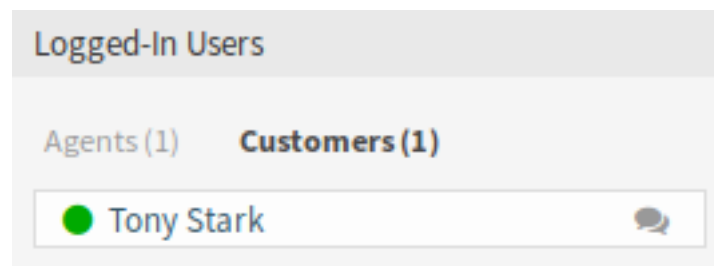 Logged-In Users
Agents (1) Customers (1)
Tony Stark